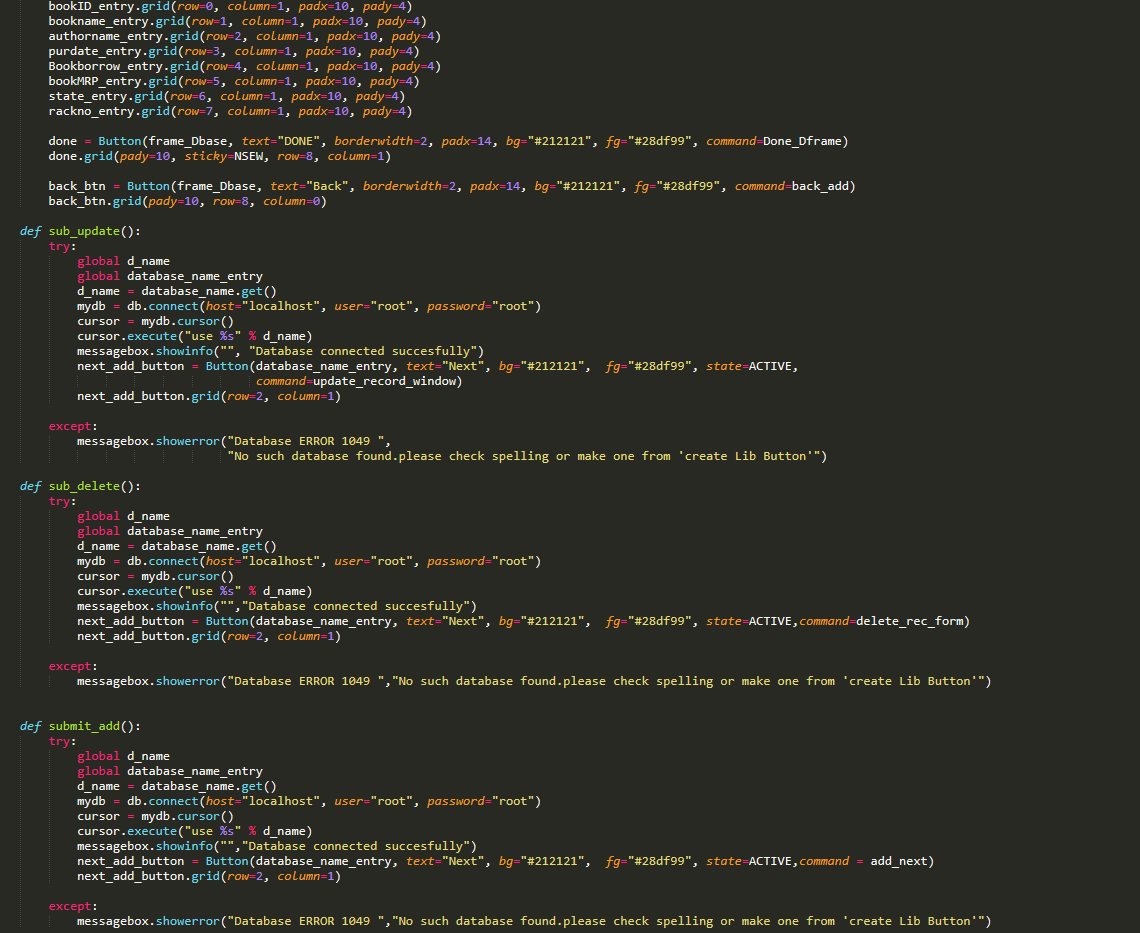 bookID_entry.grid(row=0, column=1, padx=10, pady=4)
bookname_entry.grid(row=1, column=1, padx=10, pady=4)
authorname_entry.grid(row=2, column=1, padx=10, pady=4)
purdate_entry.grid(row=3, column=1, padx=10, pady=4)
Bookborrow_entry.grid(row=4, column=1, padx=10, pady=4)
bookMRP_entry.grid(row=5, column=1, padx=10, pady=4)
state_entry.grid(row=6, column=1, padx=10, pady=4)
rackno_entry.grid(row=7, column=1, padx=10, pady=4)

done = Button(frame_Dbase, text="DONE", borderwidth=2, padx=14, bg="#212121", fg="#28df99", command=Done_Dframe)
done.grid(pady=10, sticky=NSEW, row=8, column=1)

back_btn = Button(frame_Dbase, text="Back", borderwidth=2, padx=14, bg="#212121", fg="#28df99", command=back_add)
back_btn.grid(pady=10, row=8, column=0)

def sub_update():
    try:
        global d_name
        global database_name_entry
        d_name = database_name.get()
        mydb = db.connect(host="localhost", user="root", password="root")
        cursor = mydb.cursor()
        cursor.execute("use %s" % d_name)
        messagebox.showinfo("", "Database connected succesfully")
        next_add_button = Button(database_name_entry, text="Next", bg="#212121",  fg="#28df99", state=ACTIVE,
                                 command=update_record_window)
        next_add_button.grid(row=2, column=1)

    except:
        messagebox.showerror("Database ERROR 1049 ",
                             "No such database found.please check spelling or make one from 'create Lib Button'")

def sub_delete():
    try:
        global d_name
        global database_name_entry
        d_name = database_name.get()
        mydb = db.connect(host="localhost", user="root", password="root")
        cursor = mydb.cursor()
        cursor.execute("use %s" % d_name)
        messagebox.showinfo("","Database connected succesfully")
        next_add_button = Button(database_name_entry, text="Next", bg="#212121",  fg="#28df99", state=ACTIVE,command=delete_rec_form)
        next_add_button.grid(row=2, column=1)

    except:
        messagebox.showerror("Database ERROR 1049 ","No such database found.please check spelling or make one from 'create Lib Button'")


def submit_add():
    try:
        global d_name
        global database_name_entry
        d_name = database_name.get()
        mydb = db.connect(host="localhost", user="root", password="root")
        cursor = mydb.cursor()
        cursor.execute("use %s" % d_name)
        messagebox.showinfo("","Database connected succesfully")
        next_add_button = Button(database_name_entry, text="Next", bg="#212121",  fg="#28df99", state=ACTIVE,command = add_next)
        next_add_button.grid(row=2, column=1)

    except:
        messagebox.showerror("Database ERROR 1049 ","No such database found.please check spelling or make one from 'create Lib Button'")